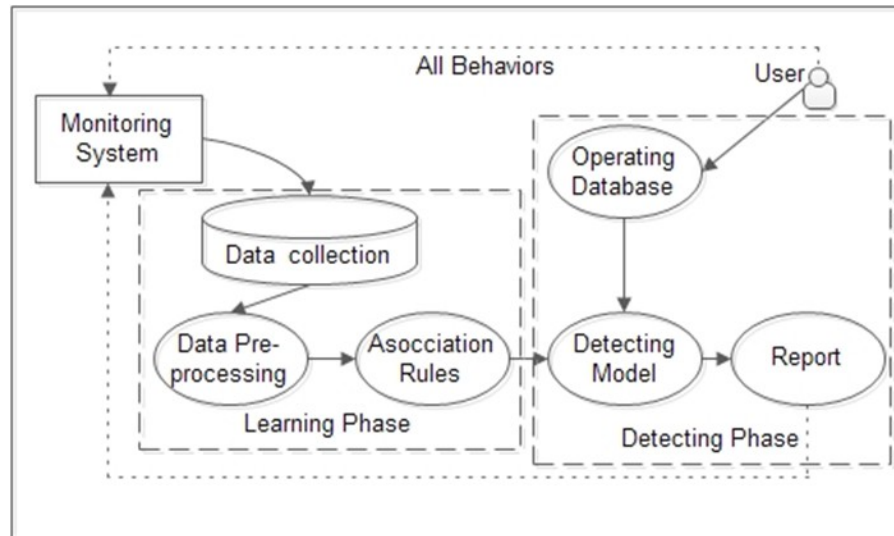 All Behaviors
User
Monitoring
System
Operating
Database
Data collection
Data Pre-
processing
Asocciation
Rules
Detecting
Model
Report
Learning Phase
Detecting Phase